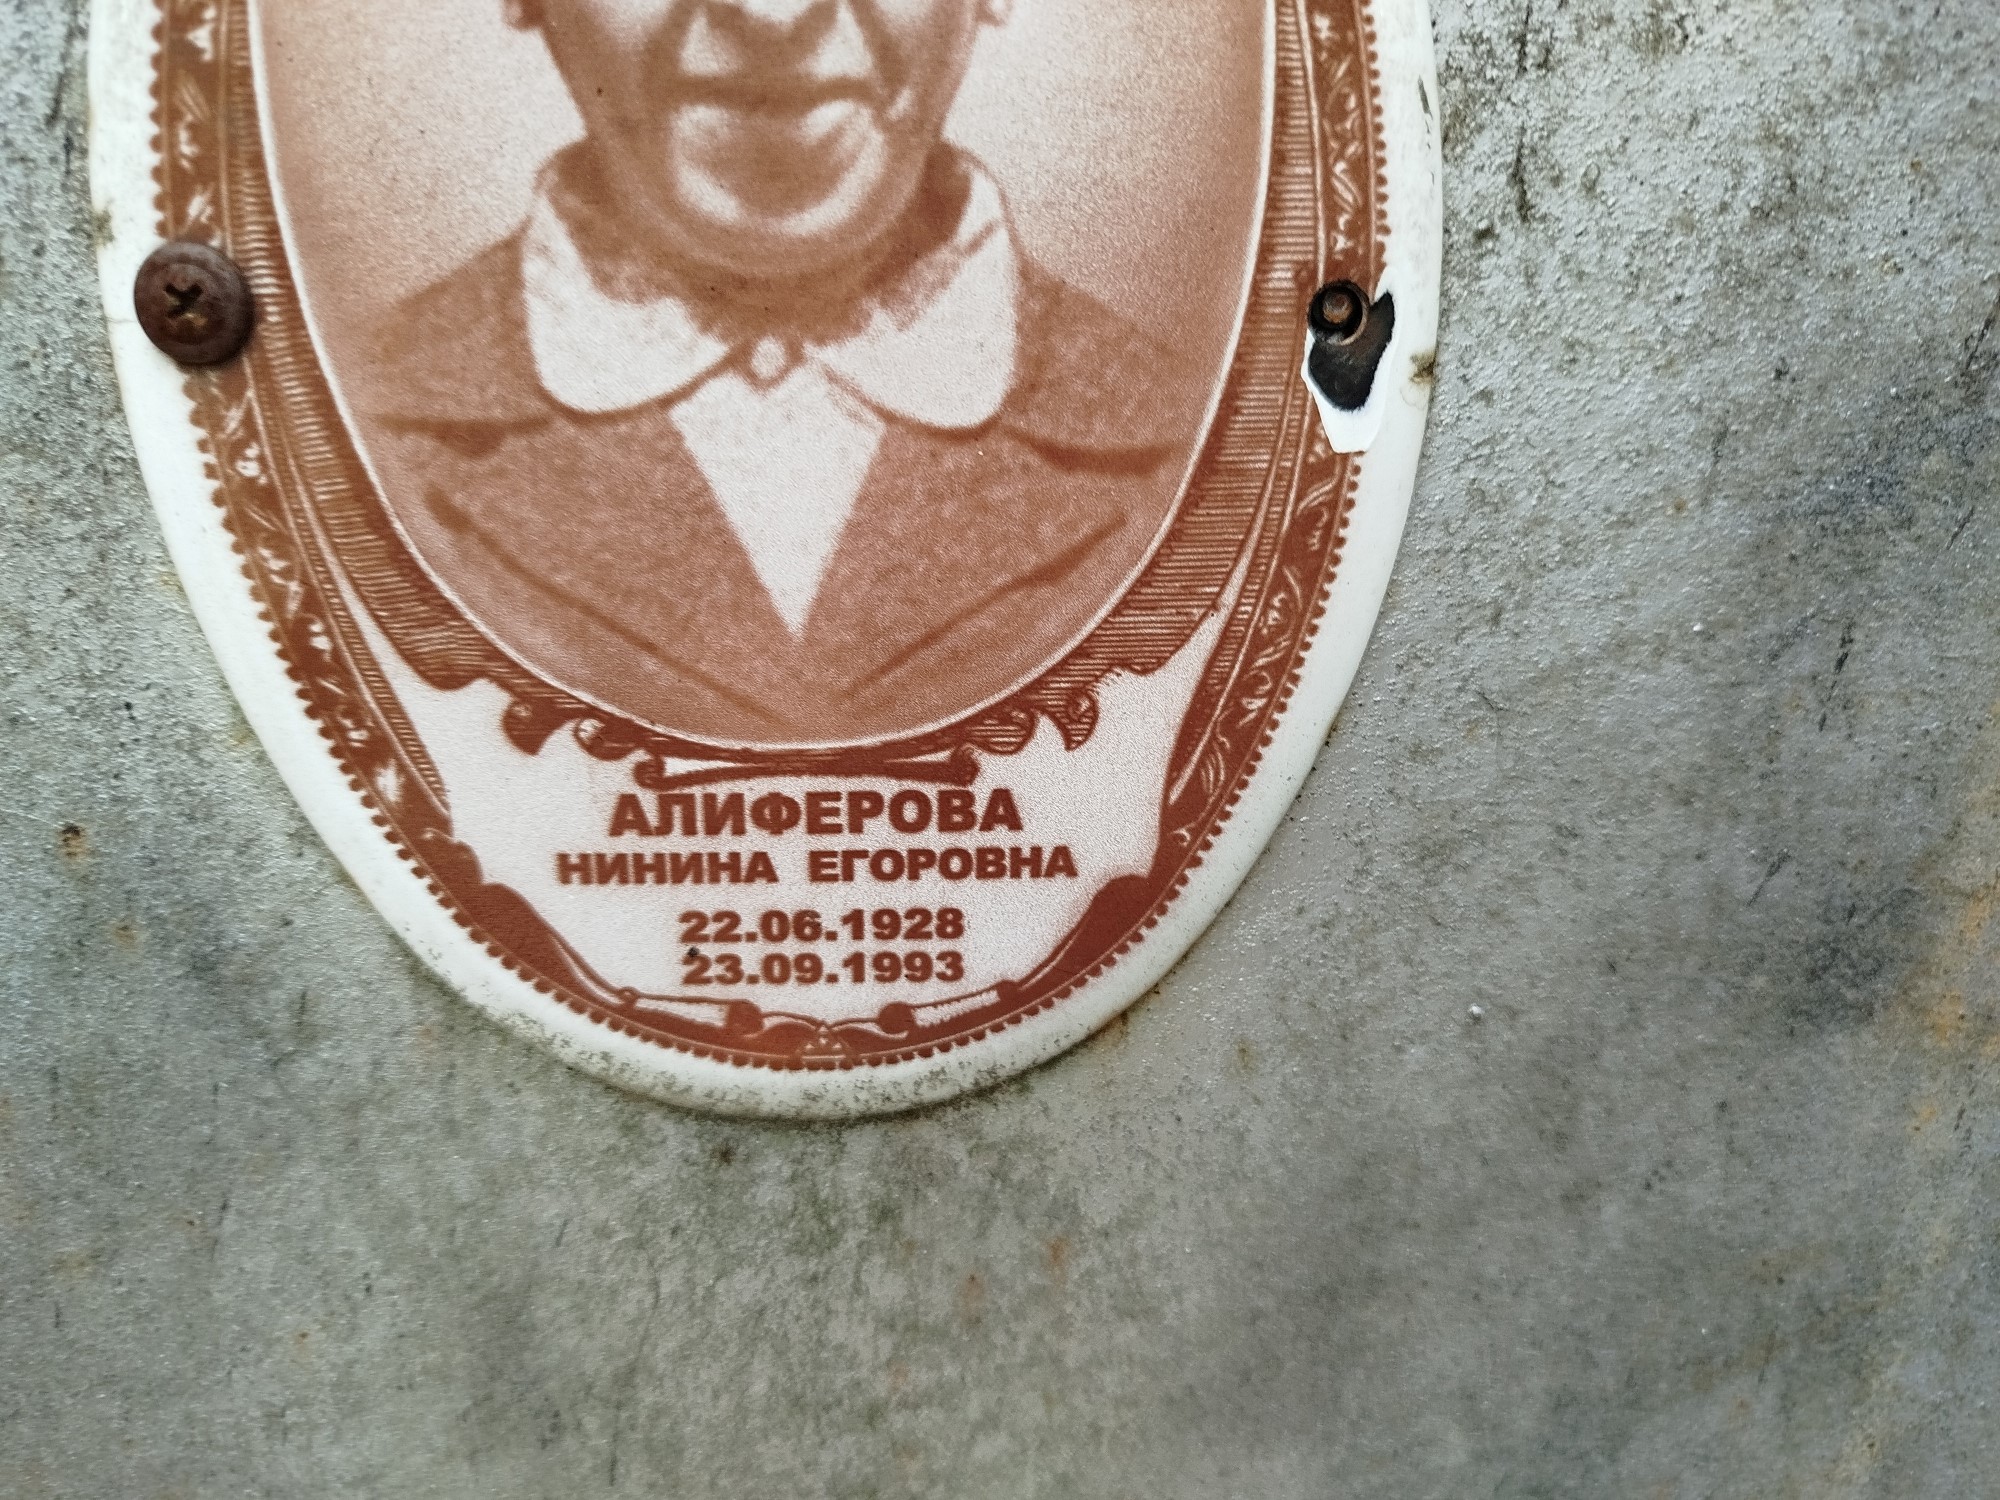 АЛИФЕРОВА
НИНИНА ЕГОРОВНА
22.06.1928
23.09.1993